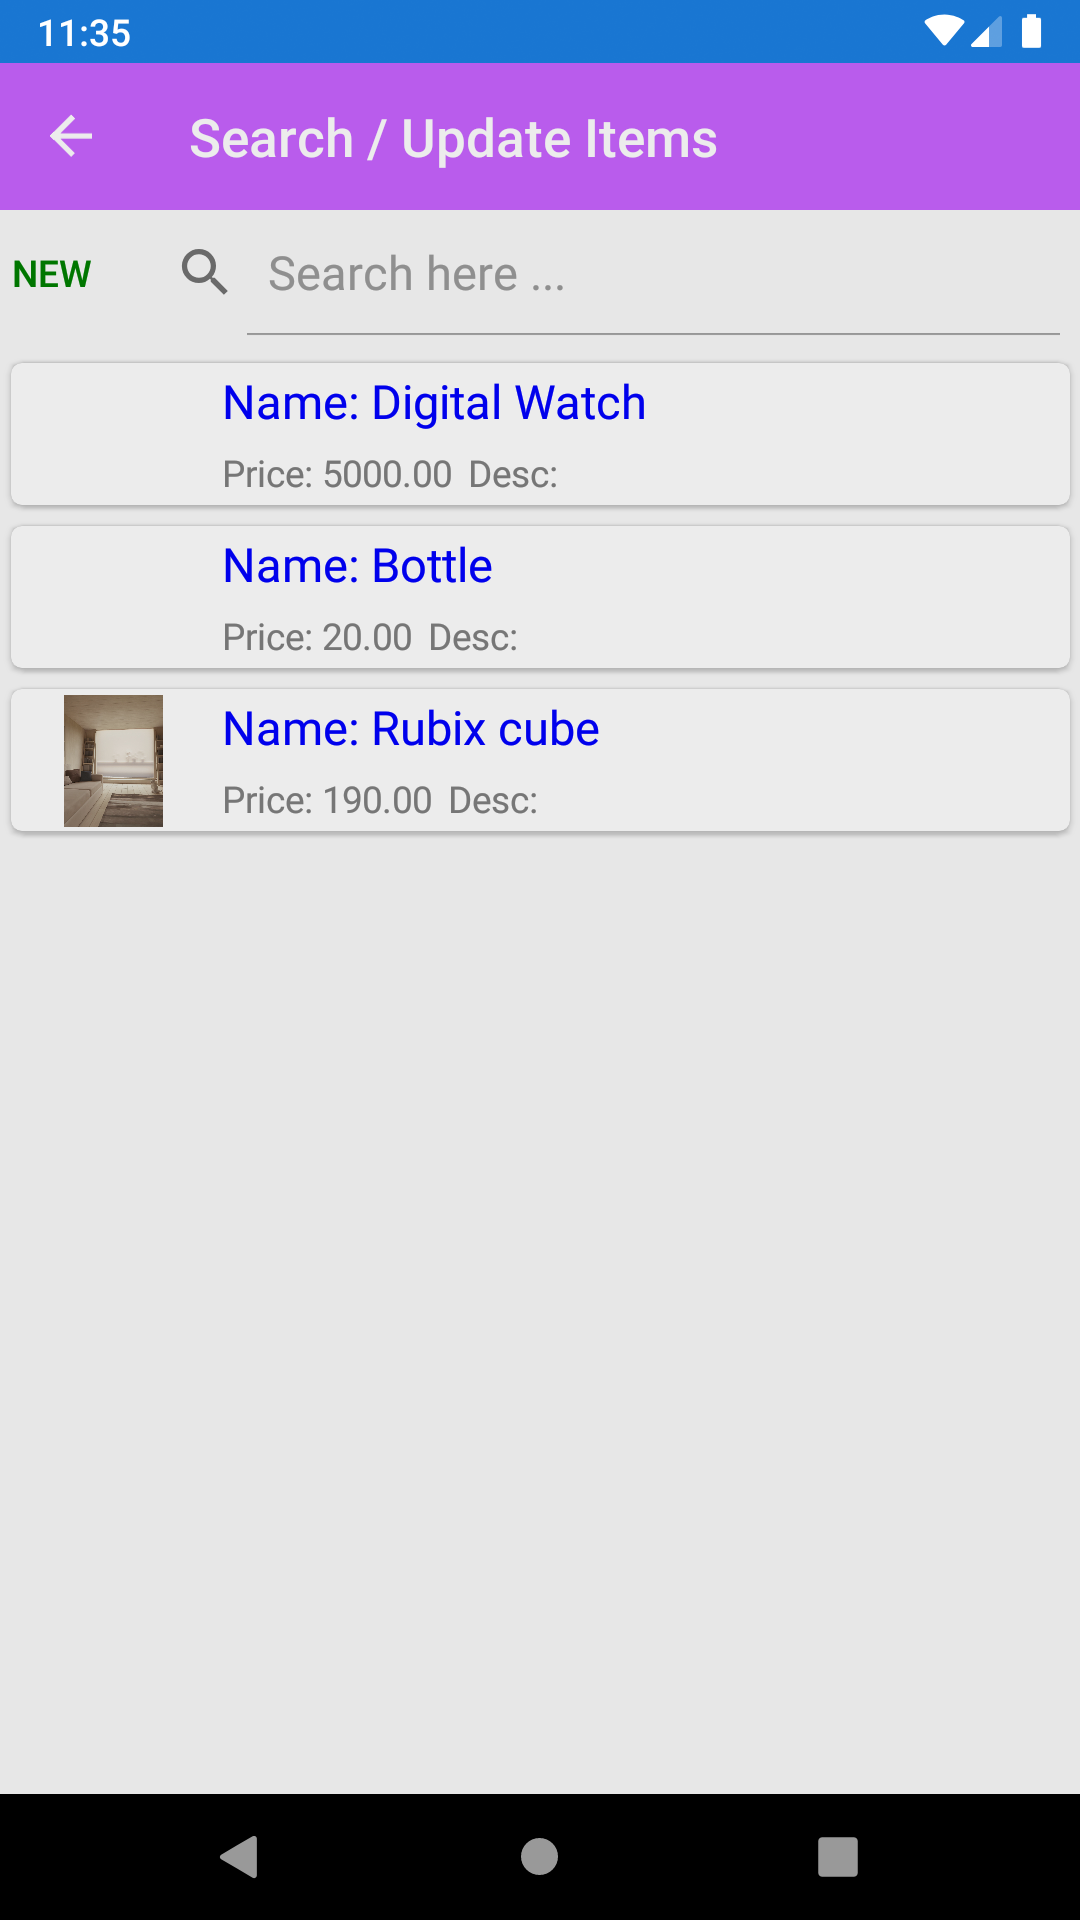 11:35
Search / Update Items
NEW
Search here ...
Name: Digital Watch
Price: 5000.00 Desc:
Name: Bottle
Price: 20.00 Desc:
Name: Rubix cube
Price: 190.00 Desc: